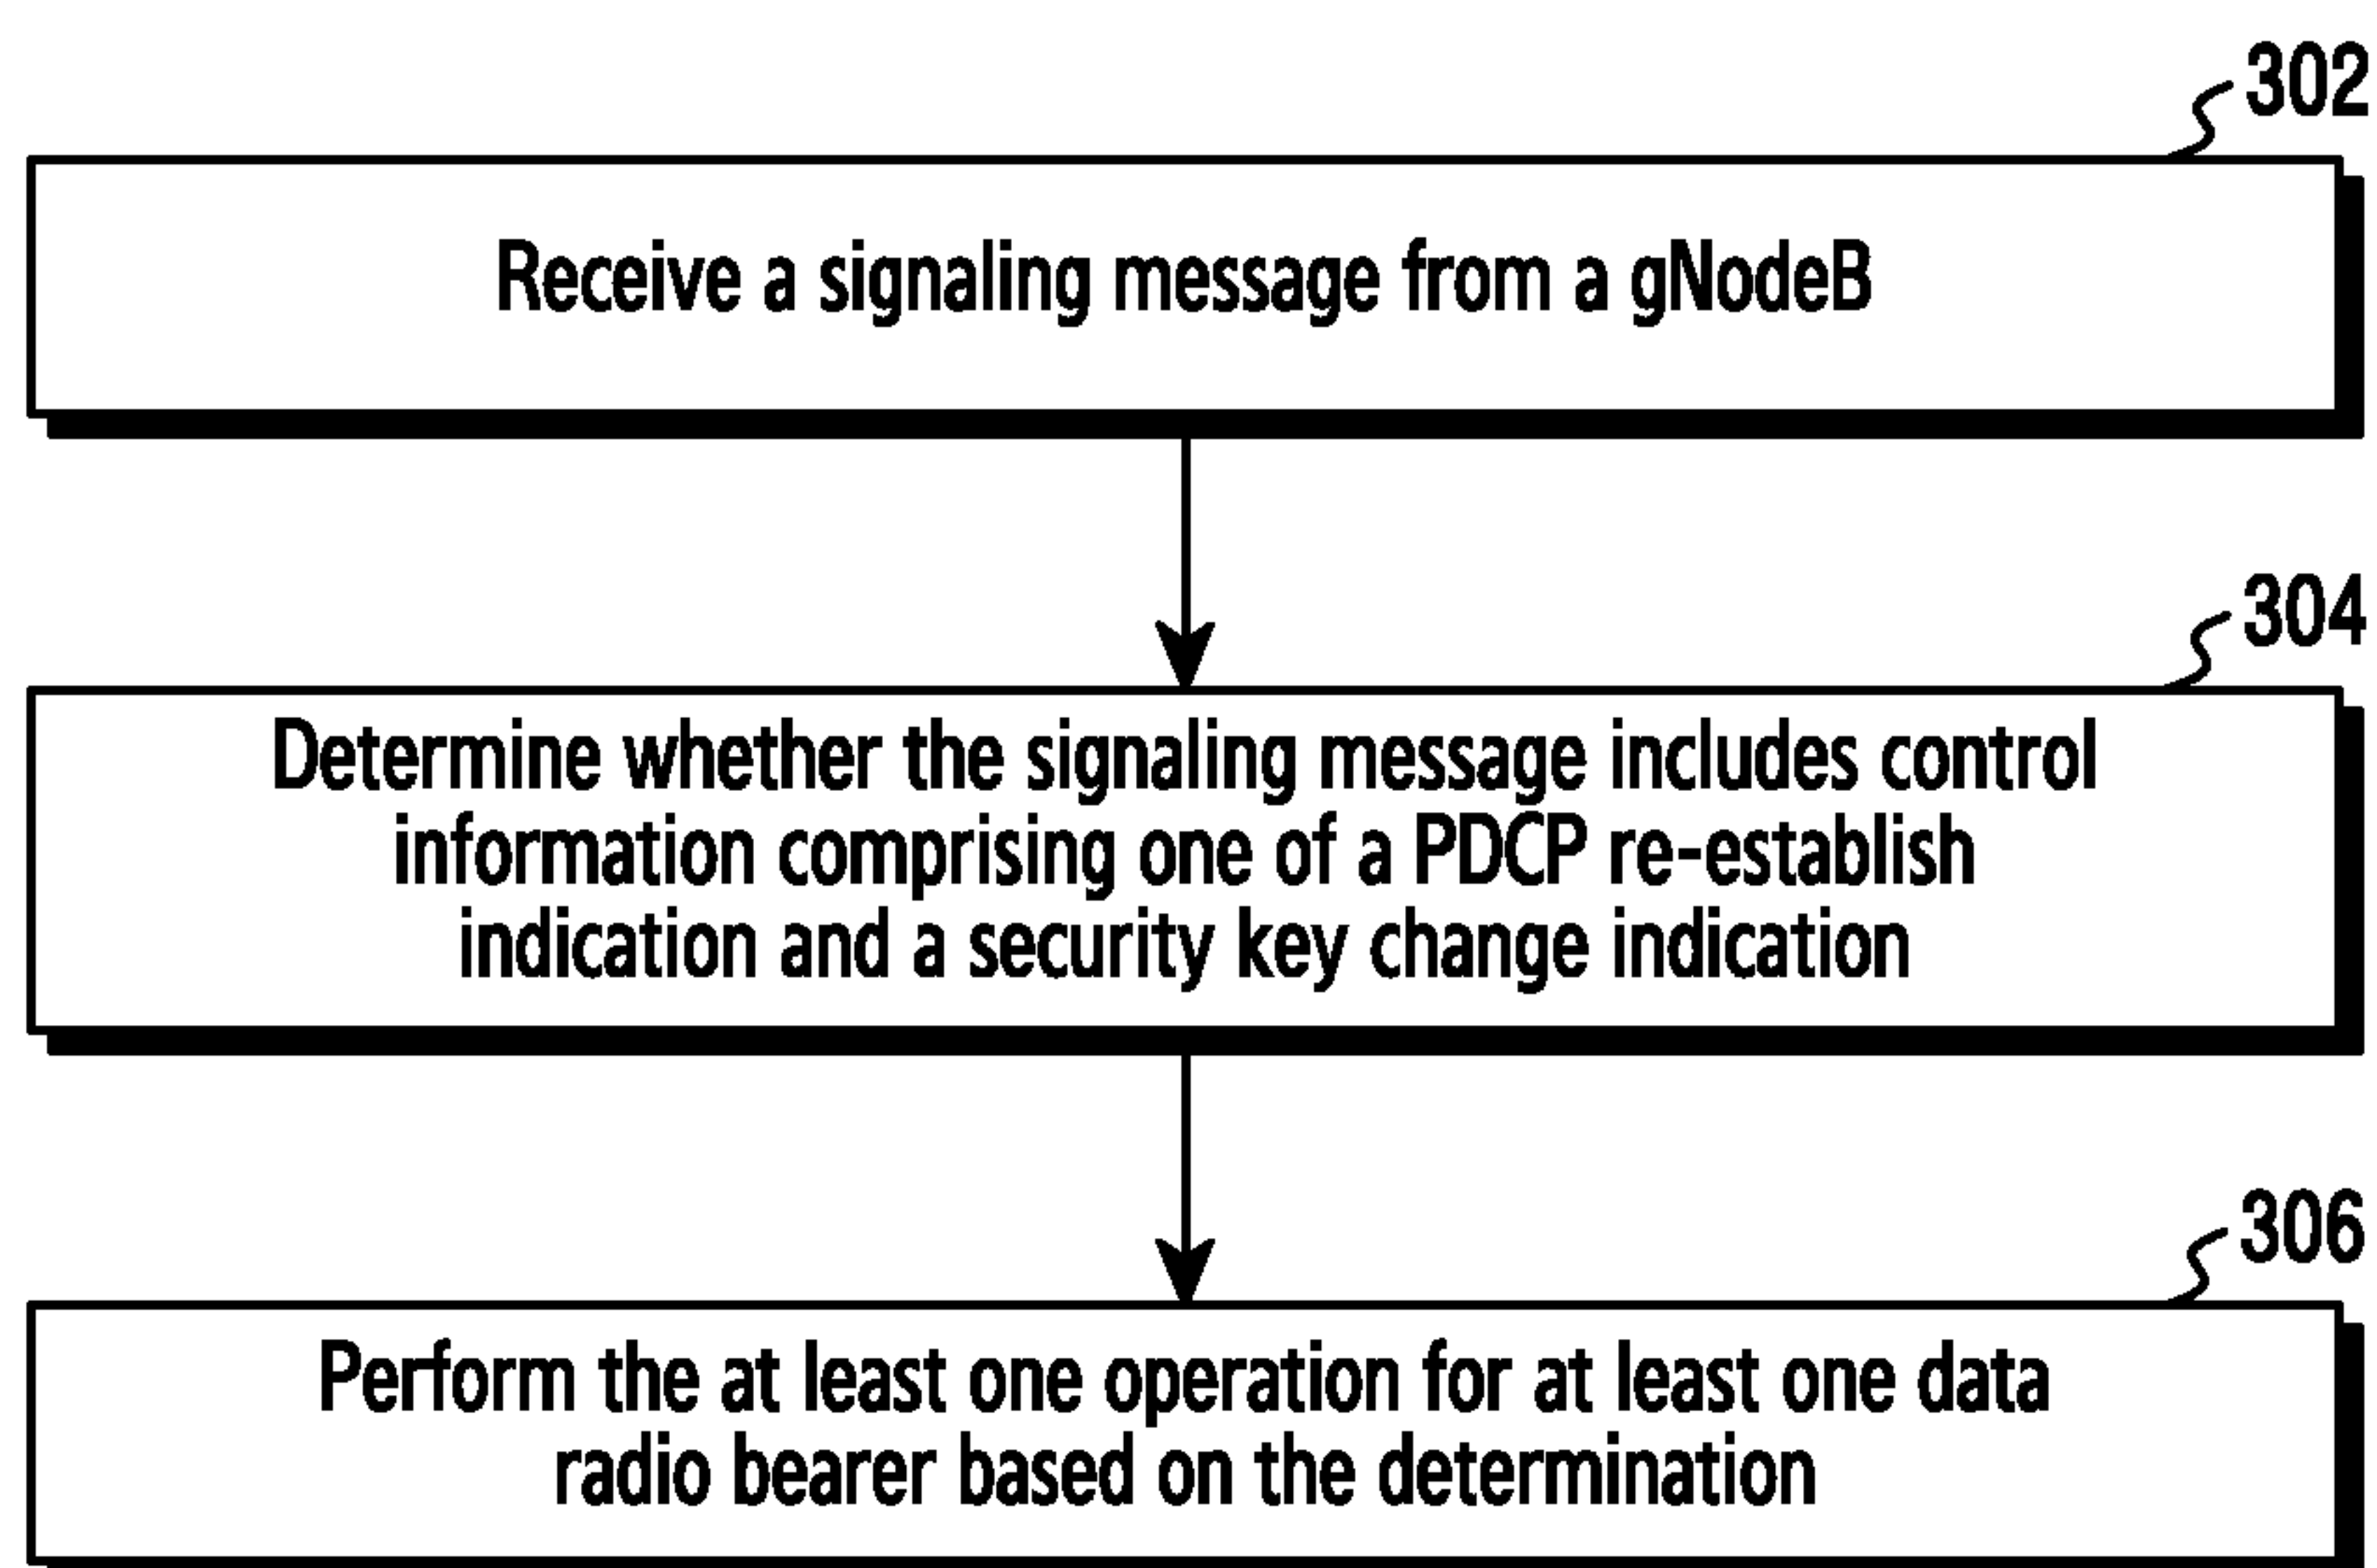 302
Receive a signaling message from a gNodeB
304
Determine whether the signaling message includes control
information comprising one of a PDCP re-establish
indication and a security key change indication
306
Perform the at least one operation for at least one data
radio bearer based on the determination